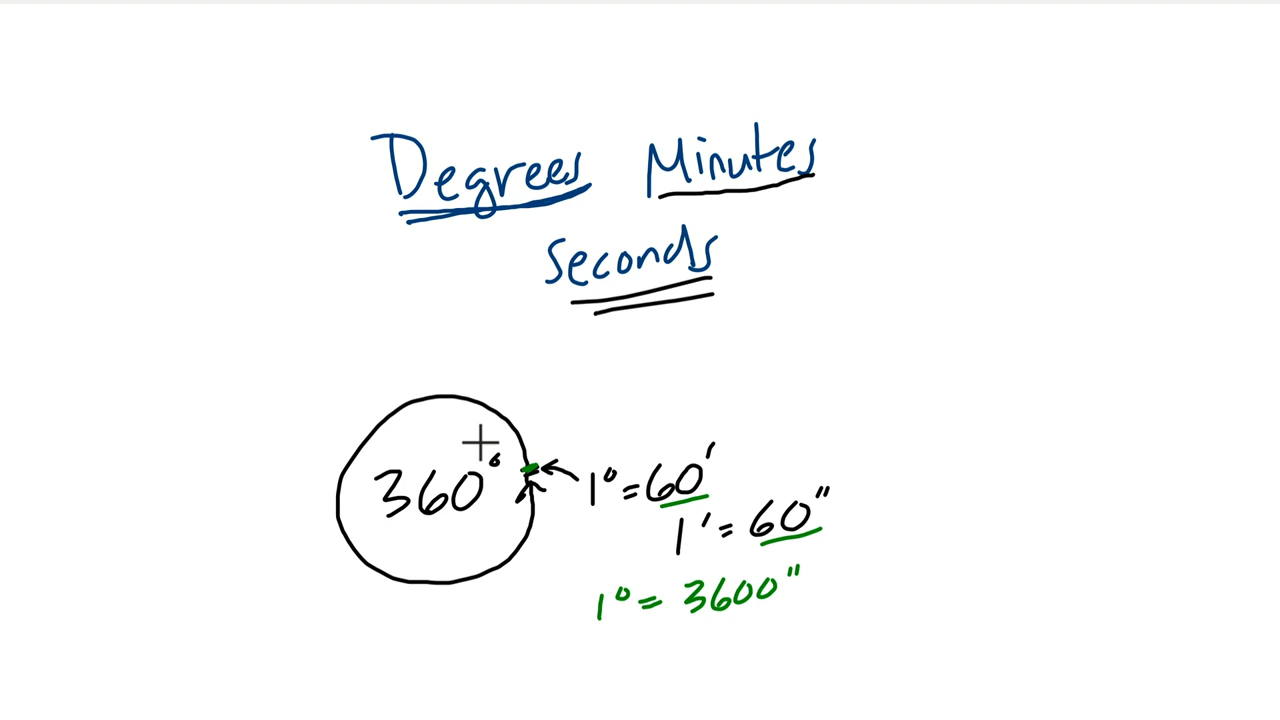 Degrees Minutes
Seconds
360°
1° = 60'
1' = 60"
1° = 3600"